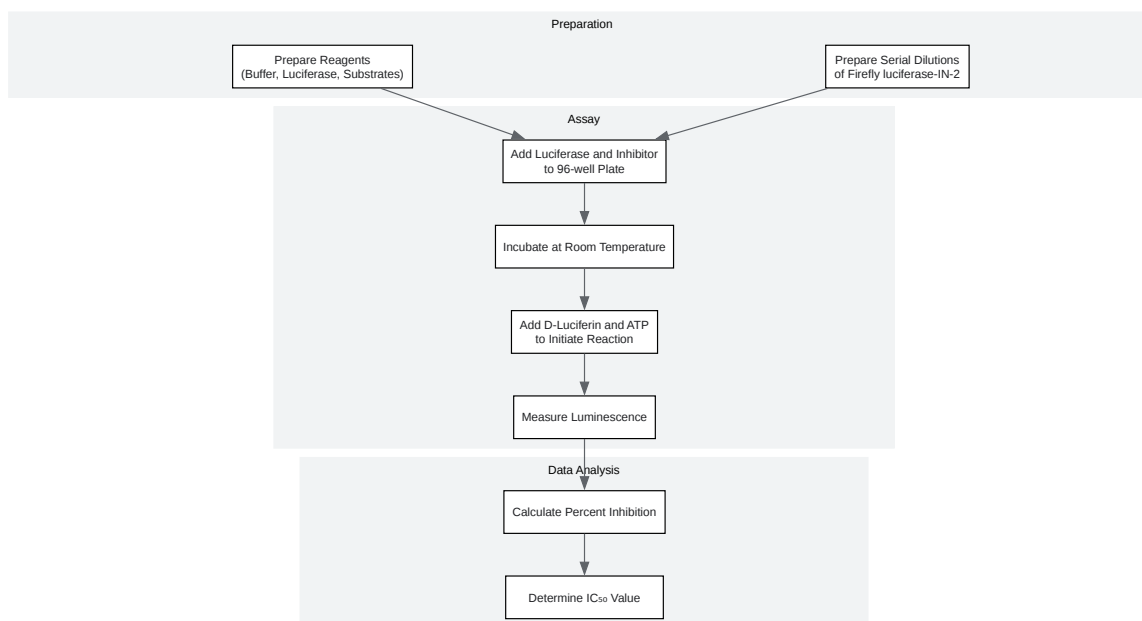 Preparation
Prepare Reagents
(Buffer, Luciferase, Substrates)
Prepare Serial Dilutions
of Firefly luciferase-IN-2
Assay
Add Luciferase and Inhibitor
to 96-well Plate
Incubate at Room Temperature
Add D-Luciferin and ATP
to Initiate Reaction
Measure Luminescence
Data Analysis
Calculate Percent Inhibition
Determine IC₅₀ Value